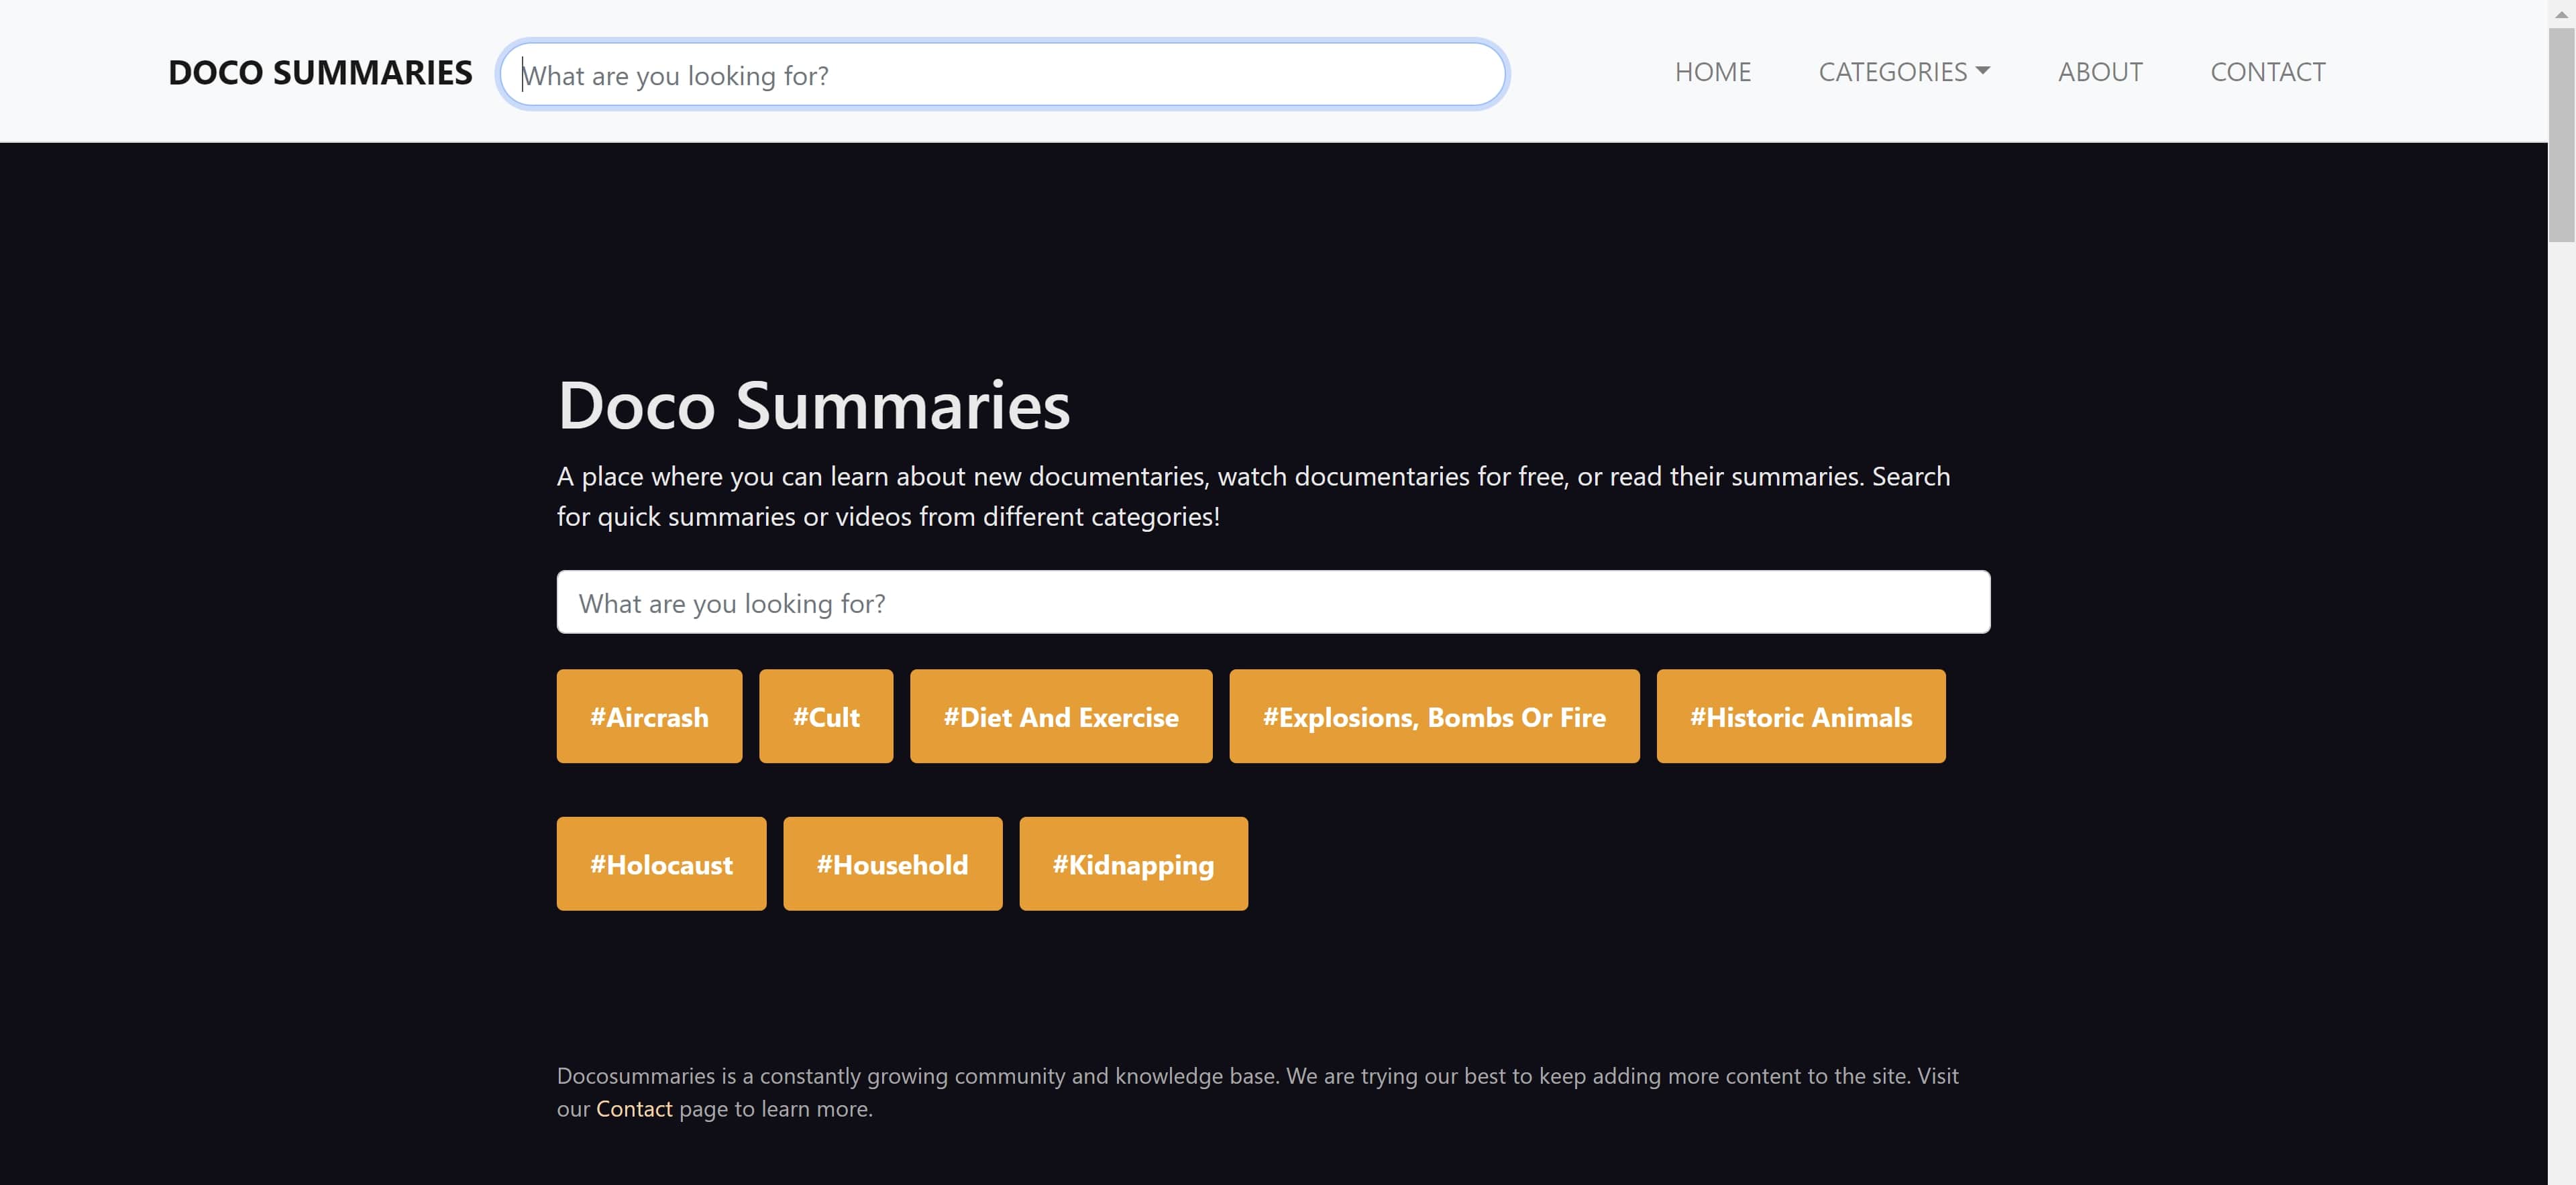 DOCO SUMMARIES
What are you looking for?
HOME
CATEGORIES
ABOUT
CONTACT
Doco Summaries
A place where you can learn about new documentaries, watch documentaries for free, or read their summaries. Search
for quick summaries or videos from different categories!
What are you looking for?
#Aircrash
#Cult
#Diet And Exercise
#Explosions, Bombs Or Fire
#Historic Animals
#Holocaust
#Household
#Kidnapping
Docosummaries is a constantly growing community and knowledge base. We are trying our best to keep adding more content to the site. Visit
our Contact page to learn more.